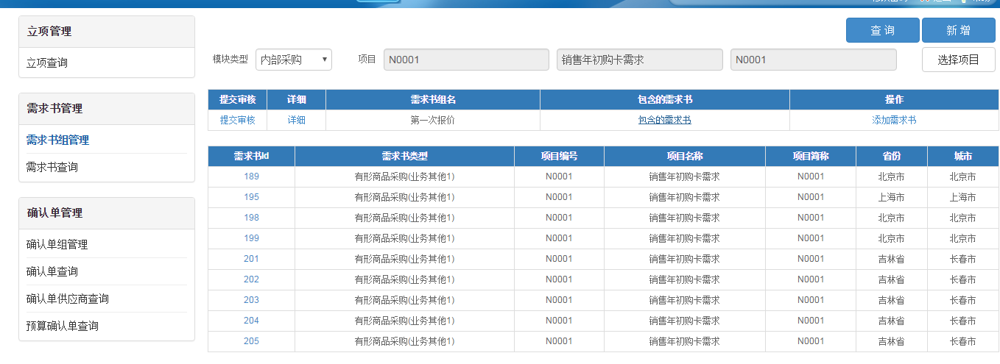 立项管理
立项查询
需求书管理
需求书组管理
需求书查询
确认单管理
确认单组管理
确认单查询
确认单供应商查询
预算确认单查询
查 询 新 增
模块类型 内部采购 项目 N0001 销售年初购卡需求 N0001 选择项目
提交审核 详细 需求书组名 包含的需求书 操作
提交审核 详细 第一次报价 包含的需求书 添加需求书
需求书Id 需求书类型 项目编号 项目名称 项目简称 省份 城市
189 有形商品采购(业务其他1) N0001 销售年初购卡需求 N0001 北京市 北京市
195 有形商品采购(业务其他1) N0001 销售年初购卡需求 N0001 上海市 上海市
198 有形商品采购(业务其他1) N0001 销售年初购卡需求 N0001 北京市 北京市
199 有形商品采购(业务其他1) N0001 销售年初购卡需求 N0001 北京市 北京市
201 有形商品采购(业务其他1) N0001 销售年初购卡需求 N0001 吉林省 长春市
202 有形商品采购(业务其他1) N0001 销售年初购卡需求 N0001 吉林省 长春市
203 有形商品采购(业务其他1) N0001 销售年初购卡需求 N0001 吉林省 长春市
204 有形商品采购(业务其他1) N0001 销售年初购卡需求 N0001 吉林省 长春市
205 有形商品采购(业务其他1) N0001 销售年初购卡需求 N0001 吉林省 长春市